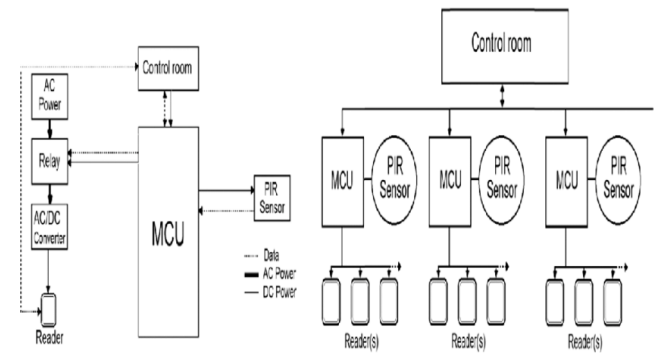 Control room
AC
Power
Relay
AC/DC
Converter
Reader
MCU
PIR
Sensor
Data
AC Power
DC Power
Control room
MCU
PIR
Sensor
MCU
PIR
Sensor
MCU
PIR
Sensor
Reader(s)
Reader(s)
Reader(s)